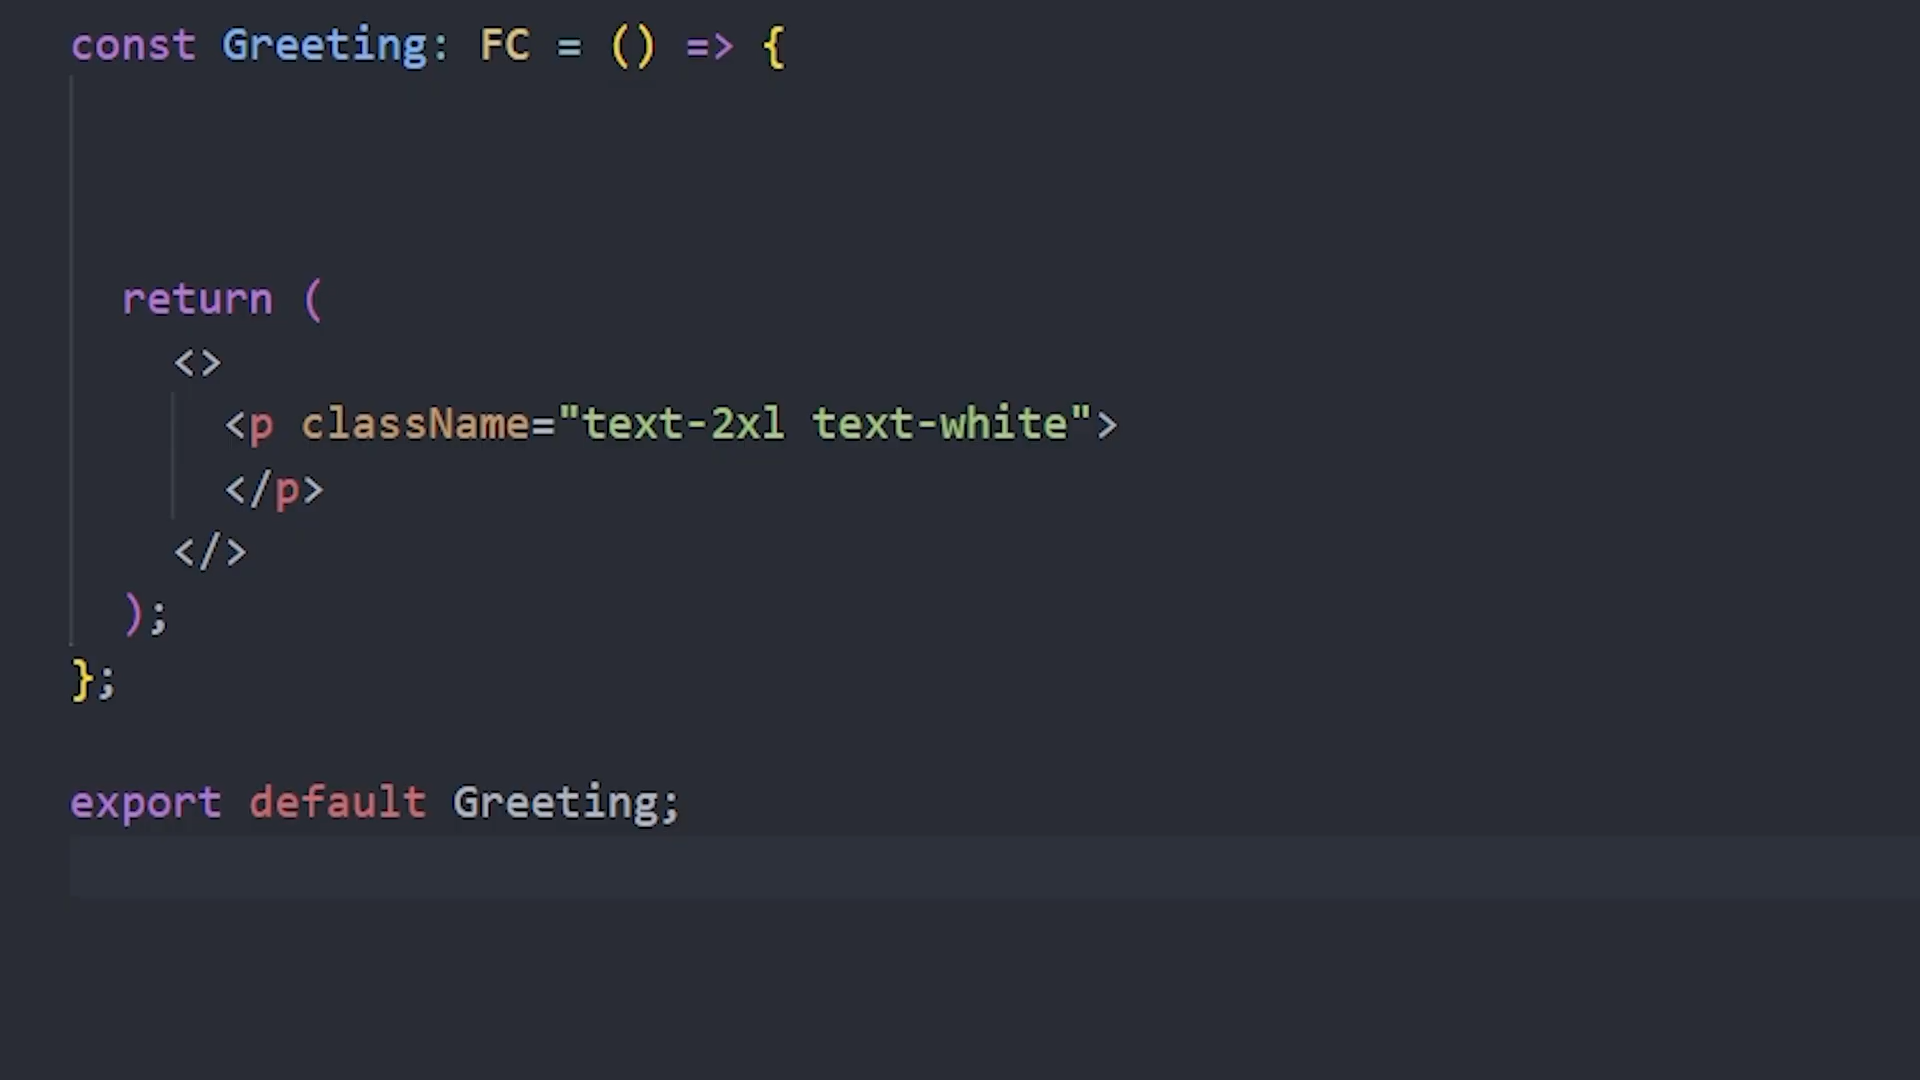 const Greeting: FC = () => {
return (
<>
<p className="text-2xl text-white">
</p>
</>
);
};
export default Greeting;